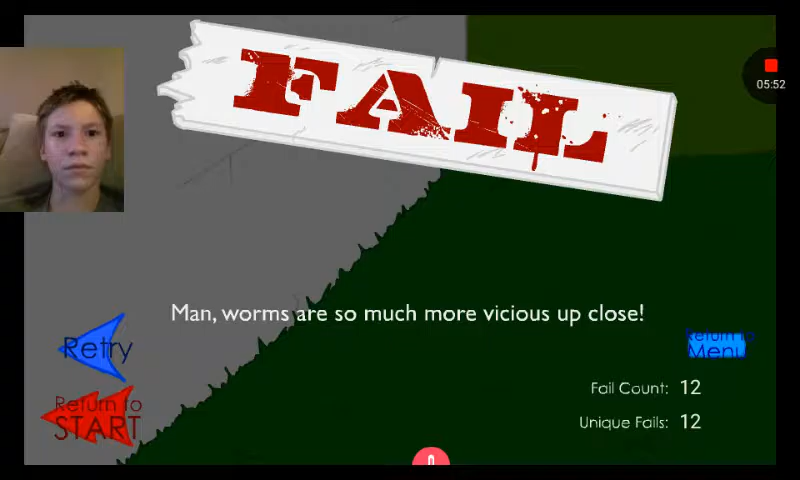 FAIL
05:52
Man, worms are so much more vicious up close!
Retry
Return to
Menu
Fail Count: 12
Return to
START
Unique Fails: 12